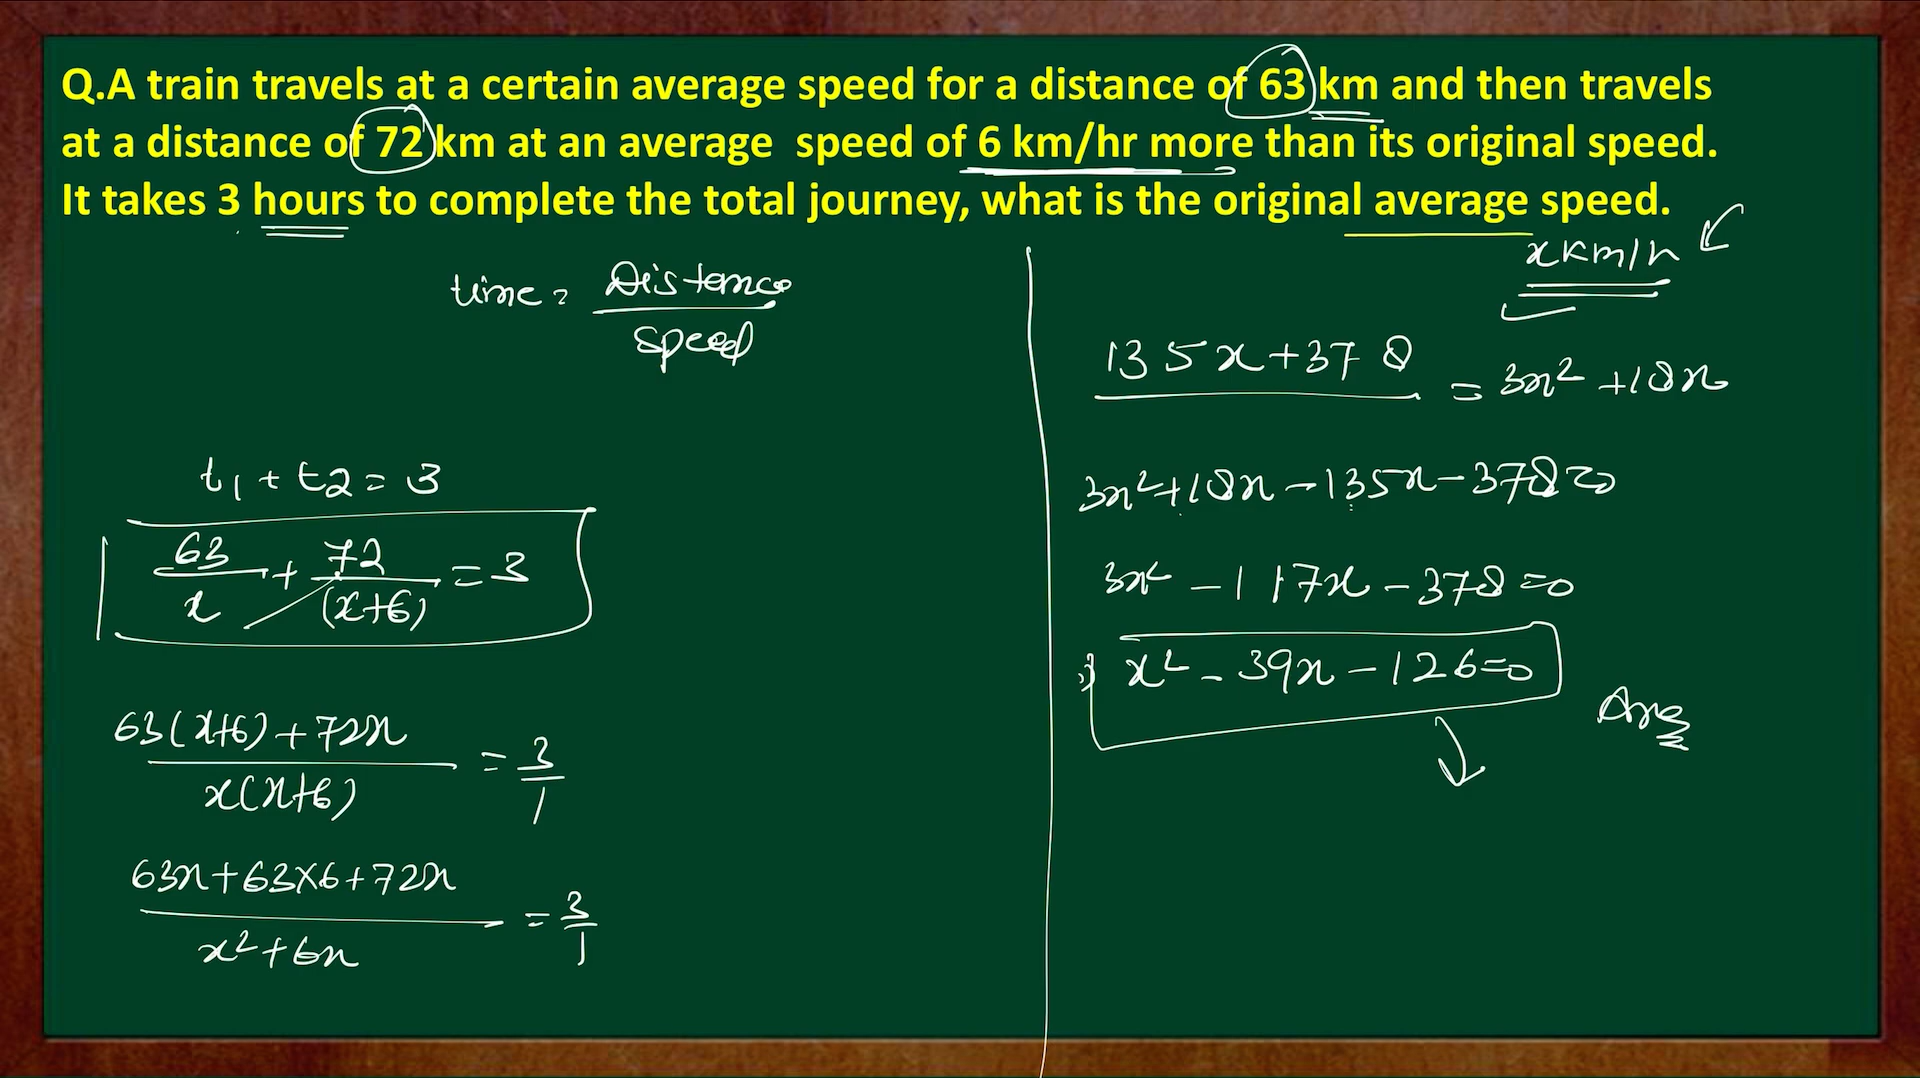 Q.A train travels at a certain average speed for a distance of 63 km and then travels
at a distance of 72 km at an average speed of 6 km/hr more than its original speed.
It takes 3 hours to complete the total journey, what is the original average speed.
x km/h
time = Distance/speed
t1 + t2 = 3
63/x + 72/(x+6) = 3
63(x+6) + 72x / x(x+6) = 3/1
63x + 63x6 + 72x / x² + 6x = 3/1
135x + 378 = 3x² + 18x
3x² + 18x - 135x - 378 = 0
3x² - 117x - 378 = 0
x² - 39x - 126 = 0
Ans